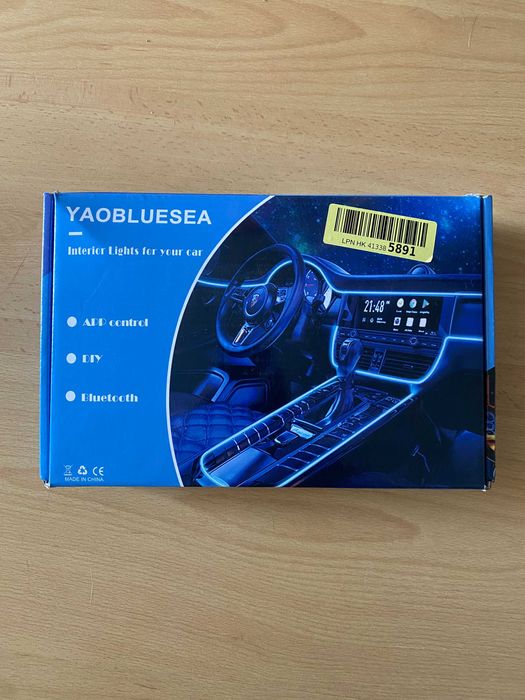 YAOBLUESEA
Interior Lights for your car
LPN HK 41338 5891
21:48
APP control
DIY
Bluetooth
CE
MADE IN CHINA